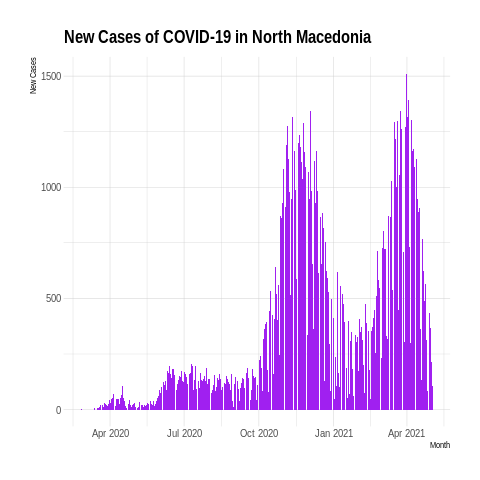 New Cases of COVID-19 in North Macedonia
New Cases
1500
1000
500
0
Apr 2020 Jul 2020 Oct 2020 Jan 2021 Apr 2021
Month